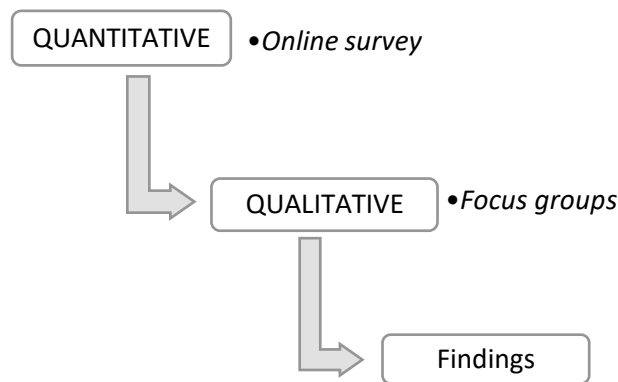 QUANTITATIVE •Online survey
QUALITATIVE •Focus groups
Findings